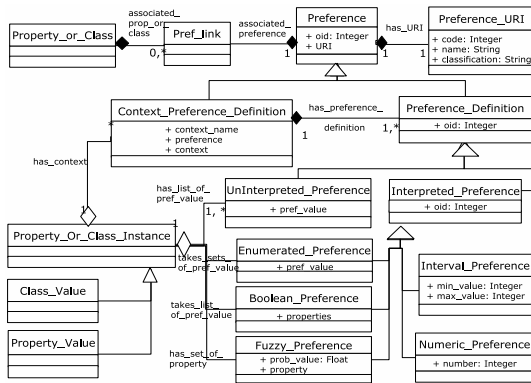 associated_
prop_or
class
associated_
preference
Preference
+ oid: Integer
+ URI
has_URI
Preference_URI
+ code: Integer
+ name: String
+ classification: String
Property_or_Class
0,*
Pref_link
1
1
1
Context_Preference_Definition
+ context_name
+ preference
+ context
has_preference_
definition
1
1,*
Preference_Definition
+ oid: Integer
*
has_context
1
has_list_of_
pref_value
1, *
UnInterpreted_Preference
+ pref_value
Interpreted_Preference
+ oid: Integer
Property_Or_Class_Instance
1
takes_sets_
of_pref_value
Enumerated_Preference
+ pref_value
Interval_Preference
+ min_value: Integer
+ max_value: Integer
Class_Value
takes_list_
of_pref_value
Boolean_Preference
+ properties
Property_Value
has_set_of_
property
Fuzzy_Preference
+ prob_value: Float
+ property
Numeric_Preference
+ number: Integer